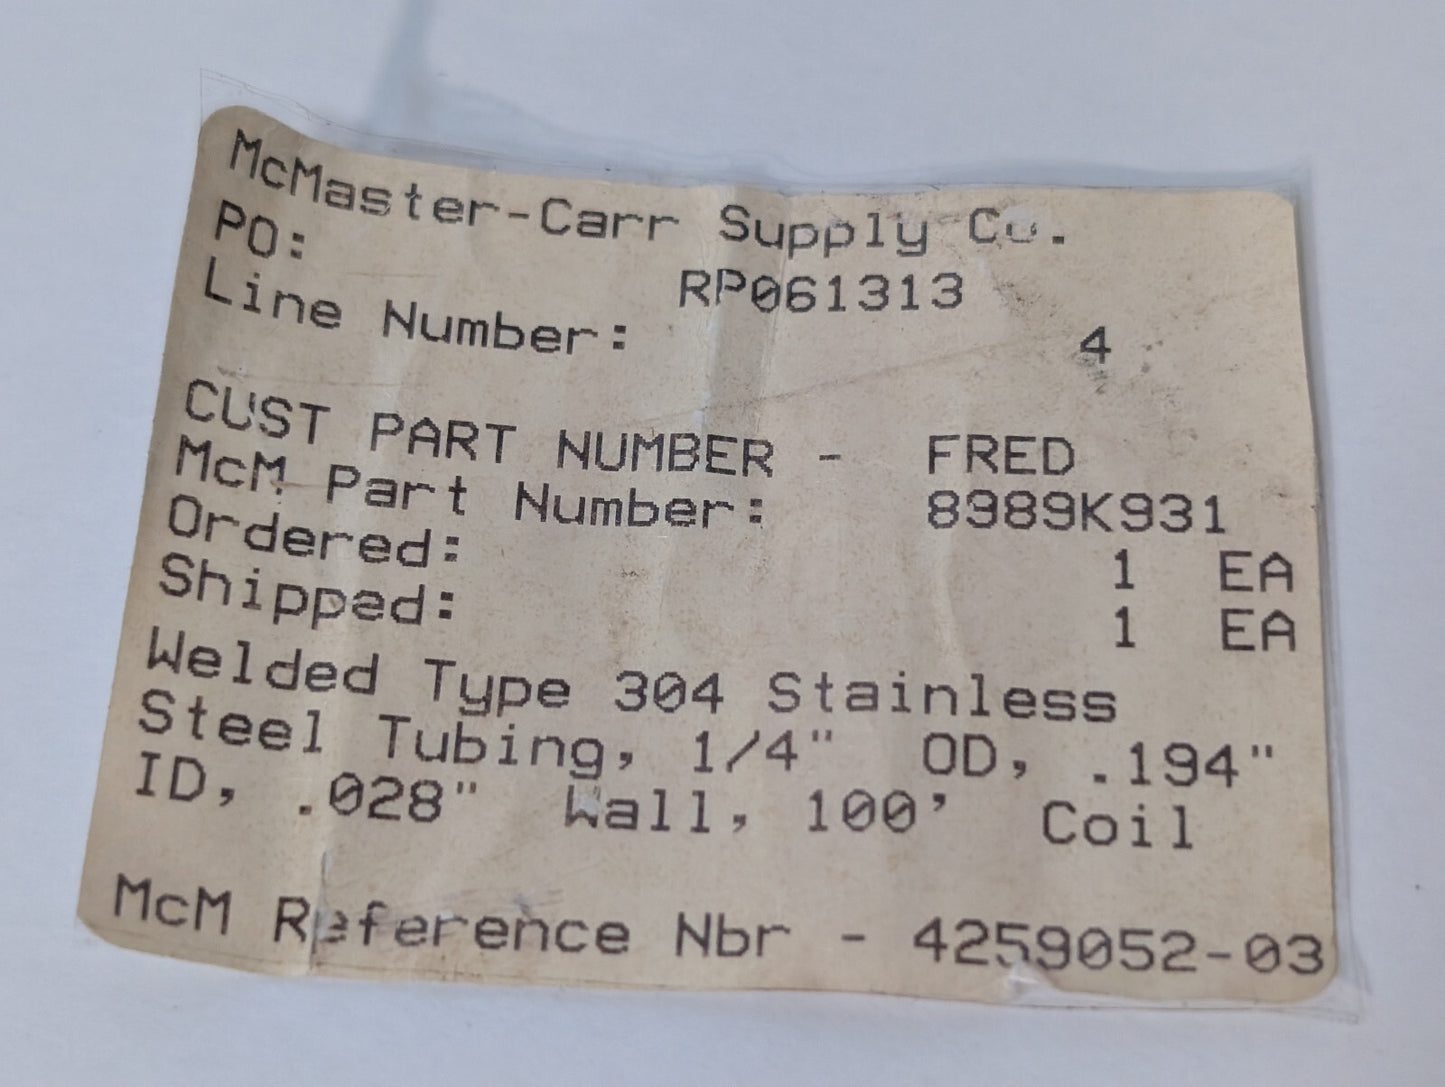 McMaster-Carr Supply Co.
PO: RP061313
Line Number: 4
CUST PART NUMBER - FRED
McM Part Number: 8989K931
Ordered: 1 EA
Shipped: 1 EA
Welded Type 304 Stainless
Steel Tubing, 1/4" OD, .194"
ID, .028" Wall, 100' Coil
McM Reference Nbr - 4259052-03